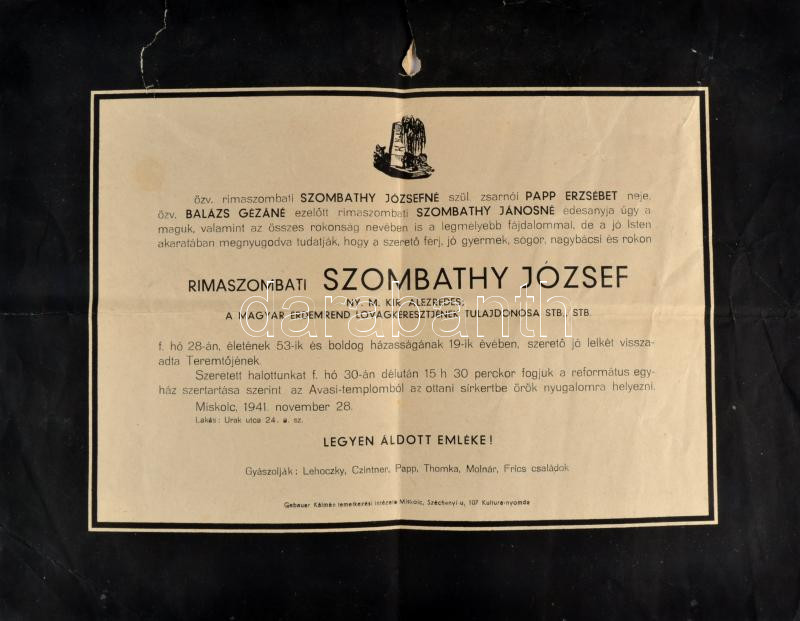 özv. rimaszombati SZOMBATHY JÓZSEFNÉ szül. zsarnói PAPP ERZSÉBET neje,
özv. BALÁZS GÉZÁNÉ ezelőtt rimaszombati SZOMBATHY JÁNOSNÉ édesanyja úgy a
maguk, valamint az összes rokonság nevében is a legmélyebb fájdalommal, de a jó Isten
akaratában megnyugodva tudatják, hogy a szerető férj, jó gyermek, sógor, nagybácsi és rokon
RIMASZOMBATI SZOMBATHY JÓZSEF
NY. M. KIR. ALEZREDES,
A MAGYAR ÉRDEMREND LOVAGKERESZTJÉNEK TULAJDONOSA STB., STB.
f. hó 28-án, életének 53-ik és boldog házasságának 19-ik évében, szerető jó lelkét vissza-
adta Teremtőjének.
Szeretett halottunkat f. hó 30-án délután 15 h 30 perckor fogjuk a református egy-
ház szertartása szerint az Avasi-templomból az ottani sírkertbe örök nyugalomra helyezni.
Miskolc, 1941. november 28.
Lakás: Urak utca 24. a. sz.
LEGYEN ÁLDOTT EMLÉKE!
Gyászolják: Lehoczky, Czintner, Papp, Thomka, Molnár, Frics családok
Gebauer Kálmán temetkezési intézete Miskolc, Széchenyi-u. 107 Kultura-nyomda
darabanth